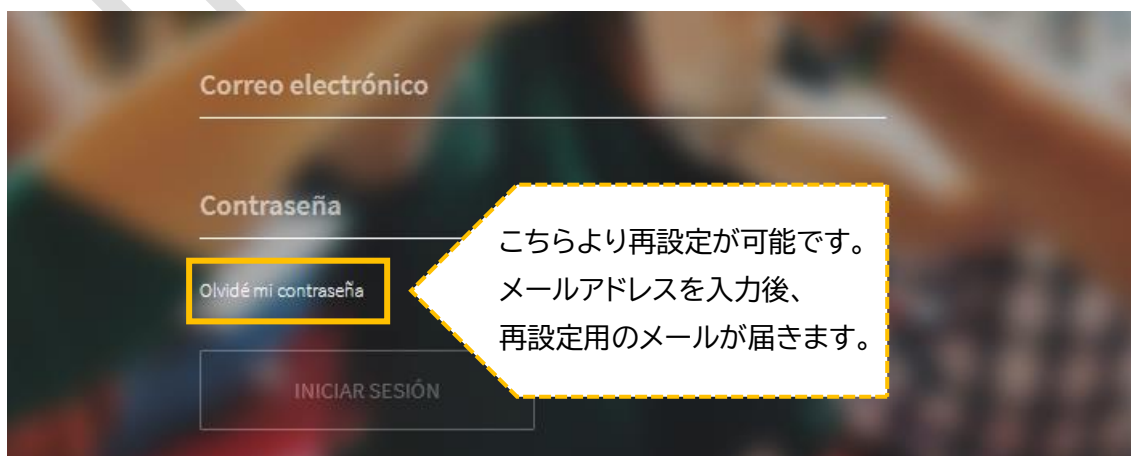 Correo electrónico
Contraseña
Olvidé mi contraseña
こちらより再設定が可能です。
メールアドレスを入力後、
再設定用のメールが届きます。
INICIAR SESIÓN